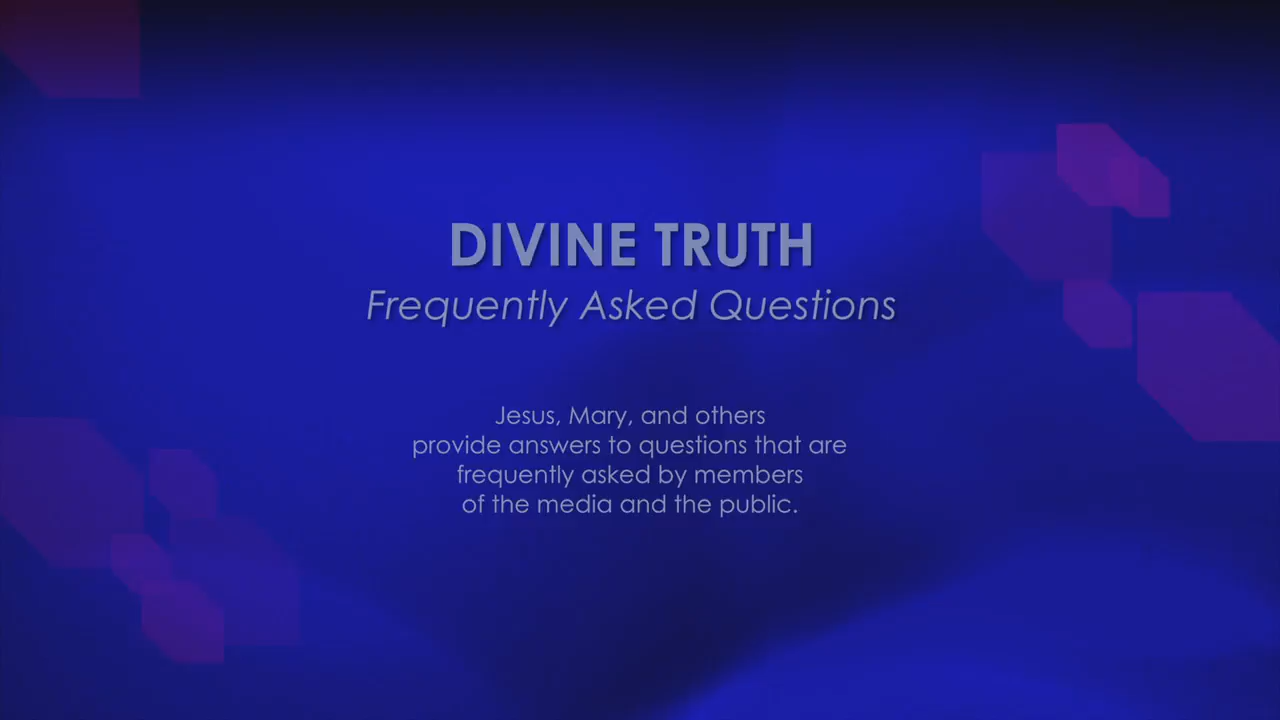 DIVINE TRUTH
Frequently Asked Questions
Jesus, Mary, and others
provide answers to questions that are
frequently asked by members
of the media and the public.